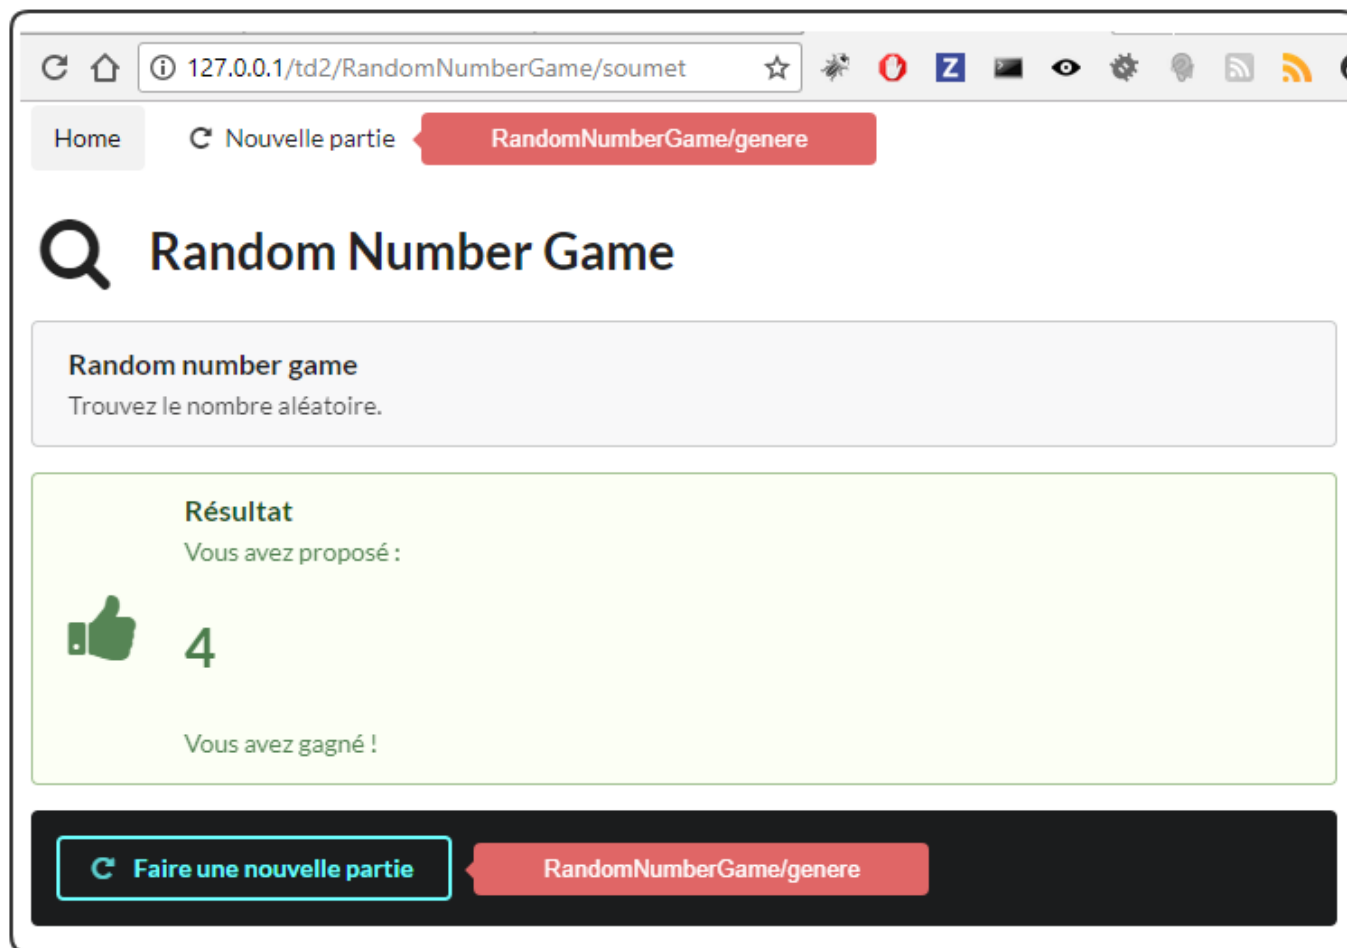 127.0.0.1/td2/RandomNumberGame/soumet
Z
Home Nouvelle partie RandomNumberGame/genere
Random Number Game
Random number game
Trouvez le nombre aléatoire.
Résultat
Vous avez proposé :
4
Vous avez gagné !
Faire une nouvelle partie RandomNumberGame/genere